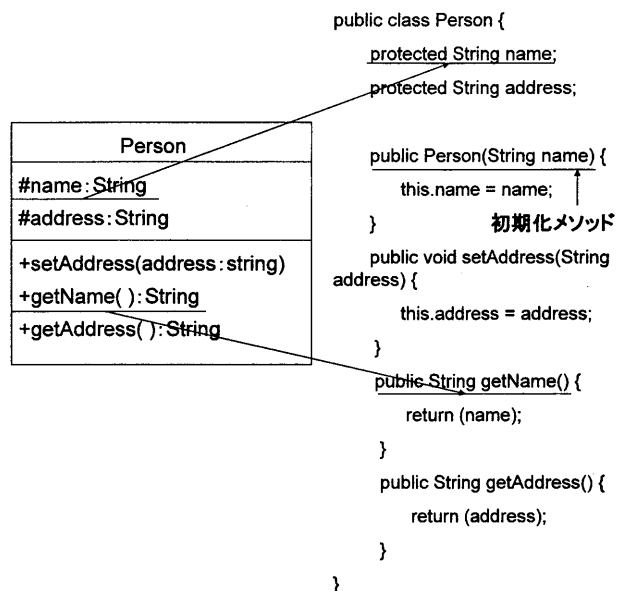 Person
#name:String
#address:String
+setAddress(address:string)
+getName( ):String
+getAddress( ):String
public class Person {
protected String name;
protected String address;
public Person(String name) {
this.name = name;
}
初期化メソッド
public void setAddress(String
address) {
this.address = address;
}
public String getName() {
return (name);
}
public String getAddress() {
return (address);
}
}